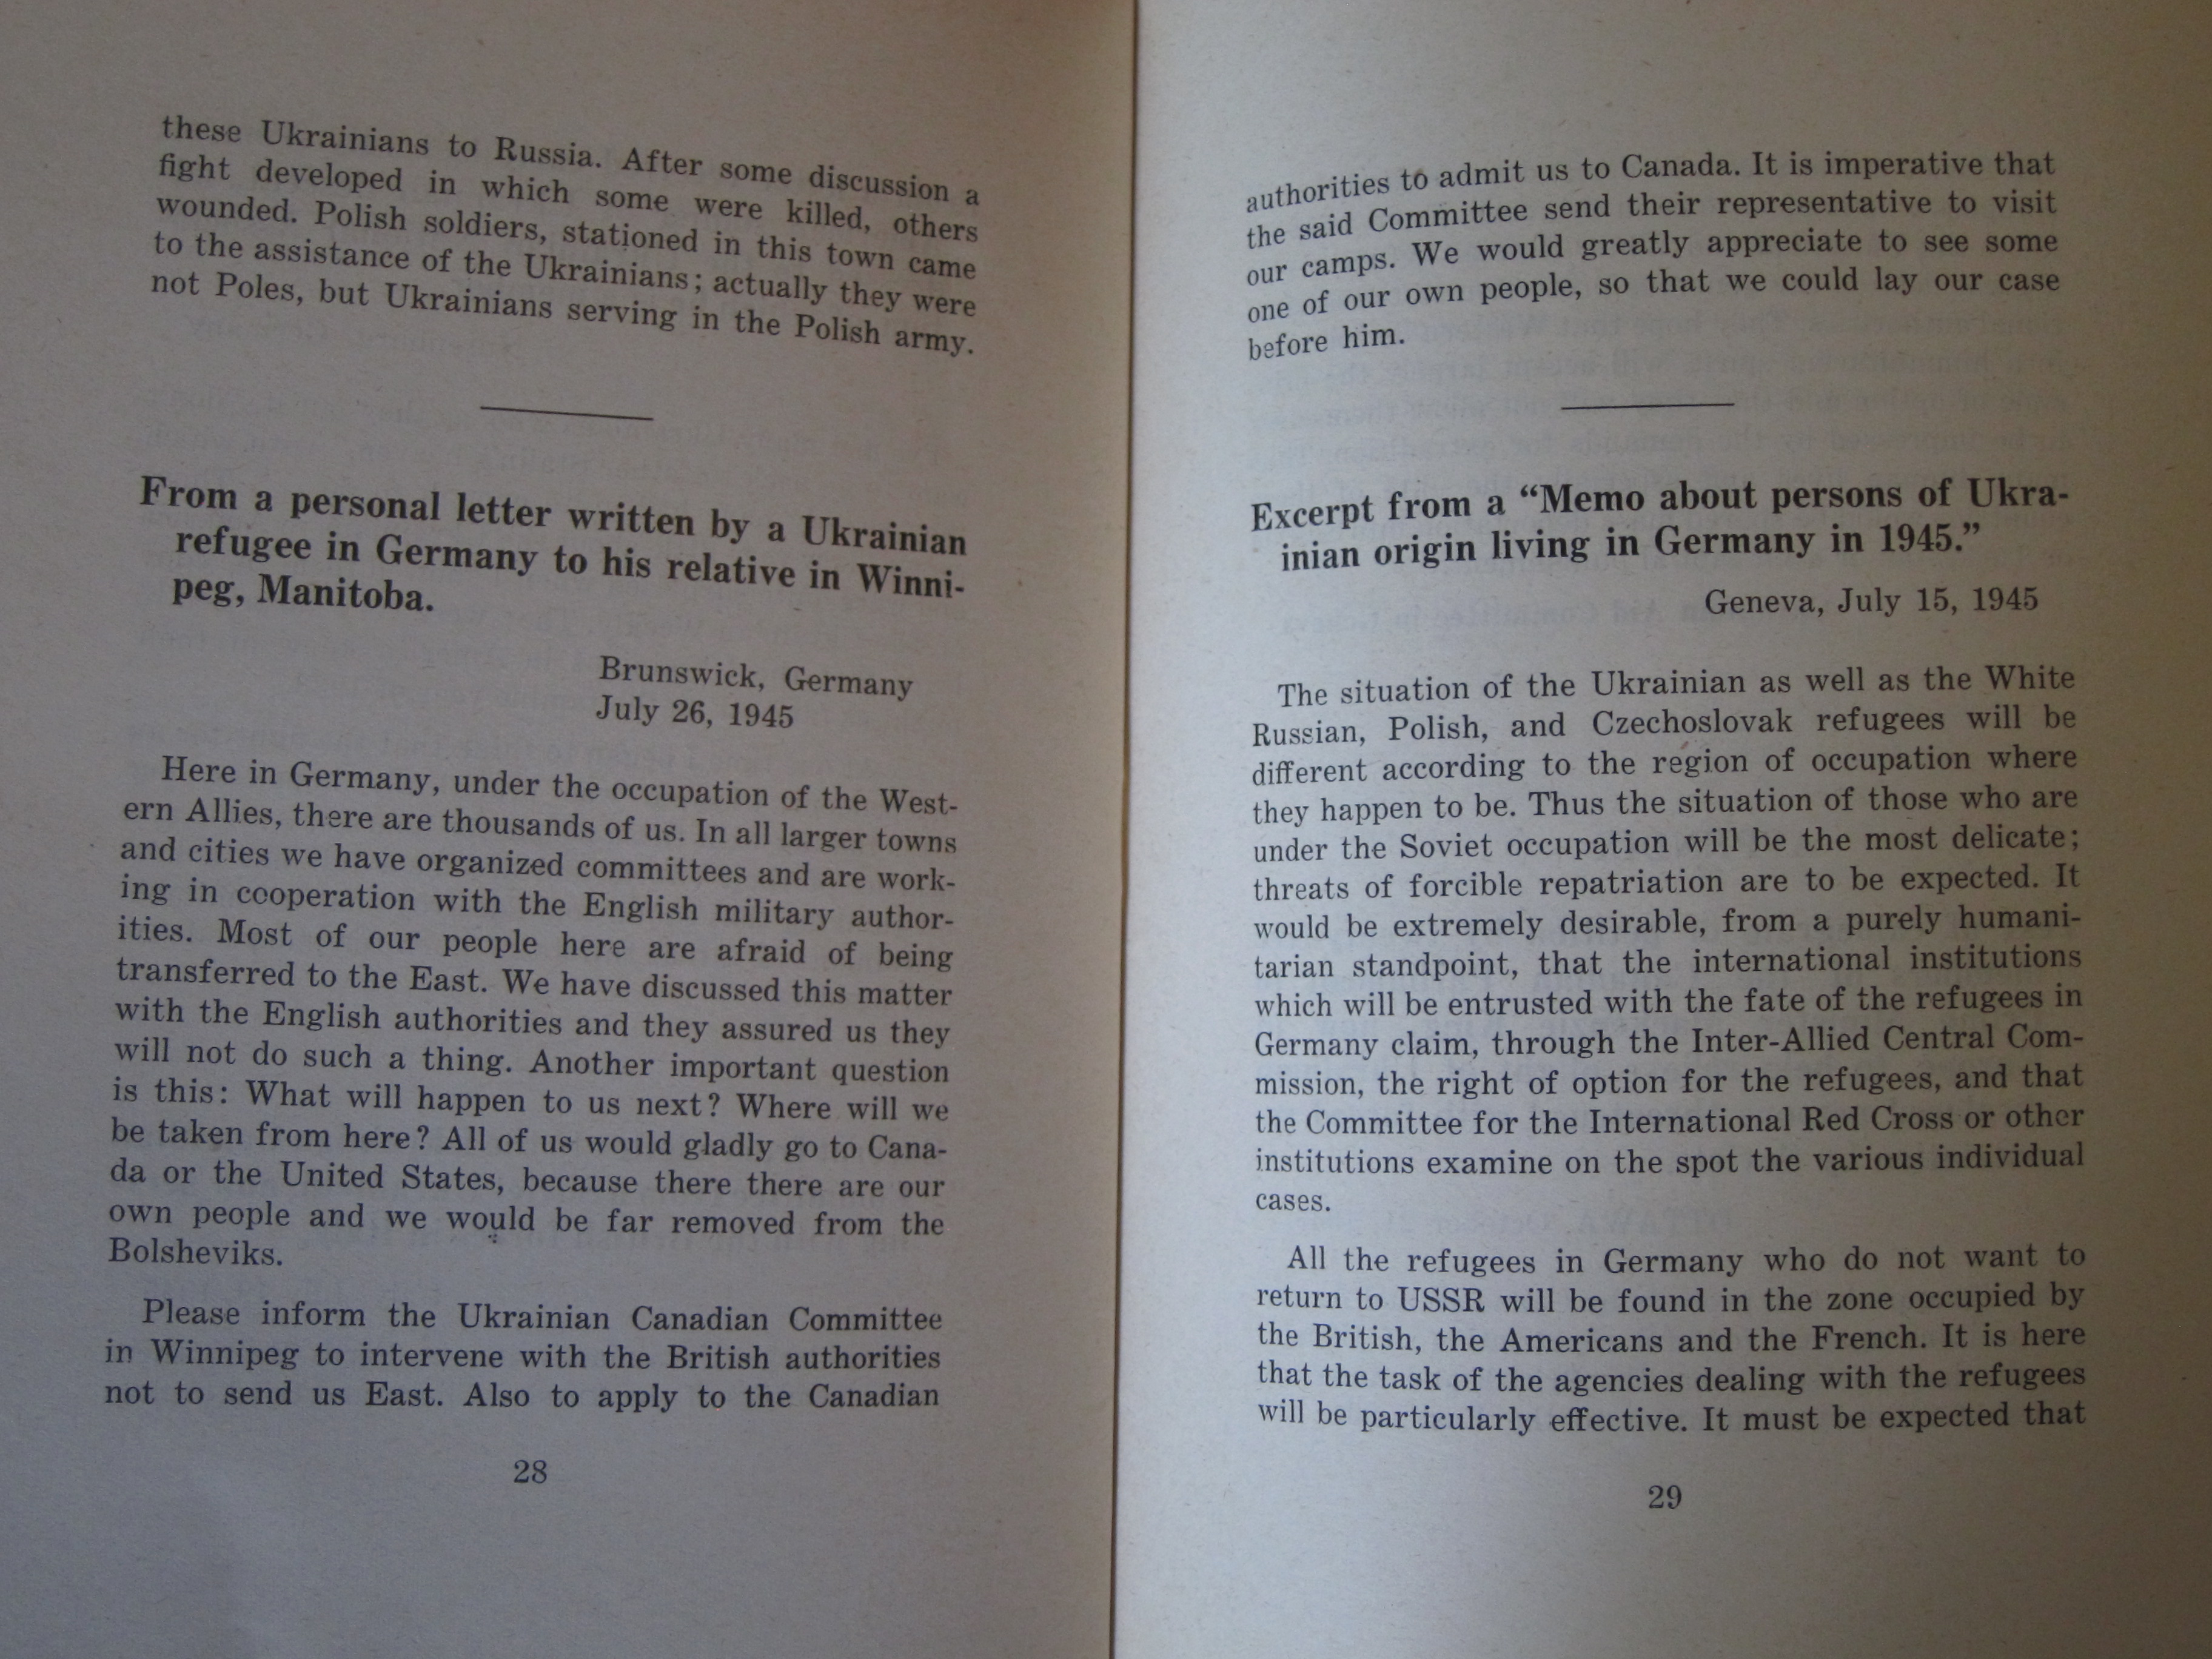 these Ukrainians to Russia. After some discussion a
fight developed in which some were killed, others
wounded. Polish soldiers, stationed in this town came
to the assistance of the Ukrainians; actually they were
not Poles, but Ukrainians serving in the Polish army.
From a personal letter written by a Ukrainian
refugee in Germany to his relative in Winni-
peg, Manitoba.
Brunswick, Germany
July 26, 1945
Here in Germany, under the occupation of the West-
ern Allies, there are thousands of us. In all larger towns
and cities we have organized committees and are work-
ing in cooperation with the English military author-
ities. Most of our people here are afraid of being
transferred to the East. We have discussed this matter
with the English authorities and they assured us they
will not do such a thing. Another important question
is this: What will happen to us next? Where will we
be taken from here? All of us would gladly go to Cana-
da or the United States, because there there are our
own people and we would be far removed from the
Bolsheviks.
Please inform the Ukrainian Canadian Committee
in Winnipeg to intervene with the British authorities
not to send us East. Also to apply to the Canadian
28
authorities to admit us to Canada. It is imperative that
the said Committee send their representative to visit
our camps. We would greatly appreciate to see some
one of our own people, so that we could lay our case
before him.
Excerpt from a “Memo about persons of Ukra-
inian origin living in Germany in 1945.”
Geneva, July 15, 1945
The situation of the Ukrainian as well as the White
Russian, Polish, and Czechoslovak refugees will be
different according to the region of occupation where
they happen to be. Thus the situation of those who are
under the Soviet occupation will be the most delicate;
threats of forcible repatriation are to be expected. It
would be extremely desirable, from a purely humani-
tarian standpoint, that the international institutions
which will be entrusted with the fate of the refugees in
Germany claim, through the Inter-Allied Central Com-
mission, the right of option for the refugees, and that
the Committee for the International Red Cross or other
institutions examine on the spot the various individual
cases.
All the refugees in Germany who do not want to
return to USSR will be found in the zone occupied by
the British, the Americans and the French. It is here
that the task of the agencies dealing with the refugees
will be particularly effective. It must be expected that
29